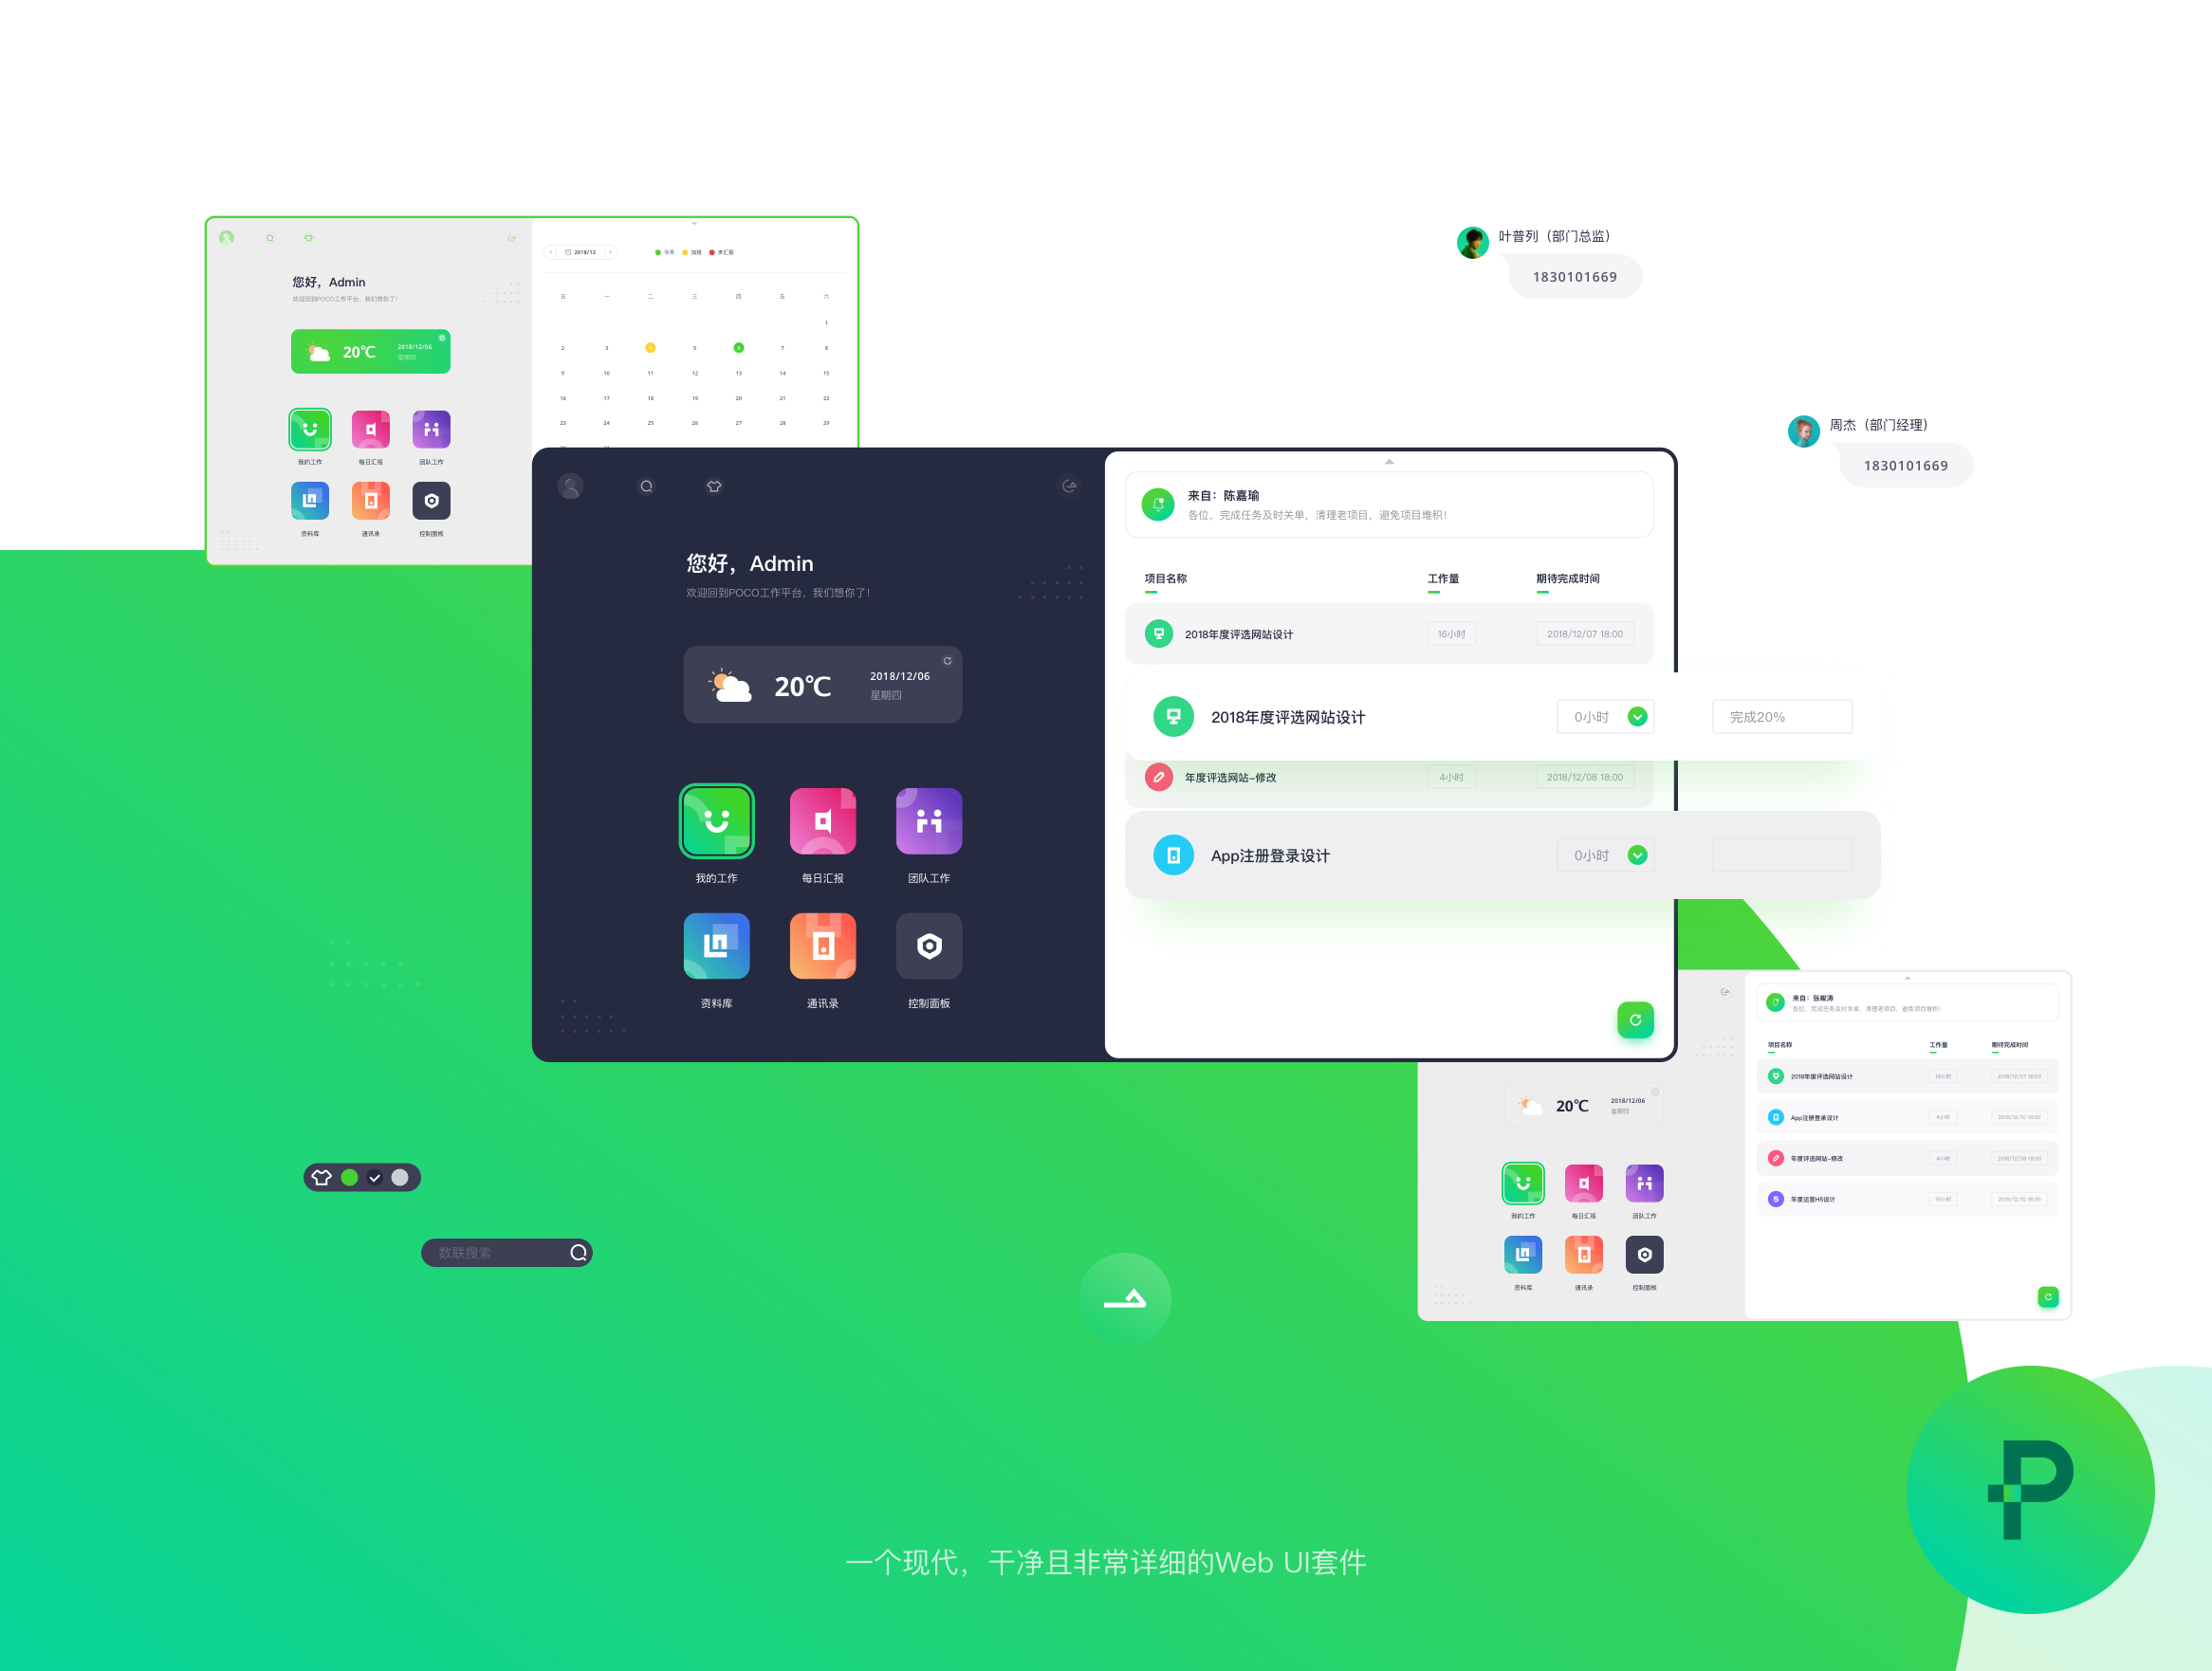 您好，Admin
欢迎回到POCO工作平台，我们想你了！
20℃
2018/12/06
星期四
我的工作
每日汇报
团队工作
资料库
通讯录
控制面板
2018/12
今天
未汇报
日 一 二 三 四 五 六
1
2 3 5 6 7 8
9 10 11 12 13 14 15
16 17 18 19 20 21 22
23 24 25 26 27 28 29
叶普列（部门总监）
1830101669
周杰（部门经理）
1830101669
您好，Admin
欢迎回到POCO工作平台，我们想你了！
20℃
2018/12/06
星期四
我的工作
每日汇报
团队工作
资料库
通讯录
控制面板
来自：陈嘉瑜
各位，完成任务及时关单，清理老项目，避免项目堆积！
项目名称 工作量 期待完成时间
2018年度评选网站设计 16小时 2018/12/07 18:00
2018年度评选网站设计 0小时 完成20%
年度评选网站-修改 4小时 2018/12/08 18:00
App注册登录设计 0小时
20℃
2018/12/06
星期四
我的工作
每日汇报
团队工作
资料库
通讯录
控制面板
来自：张峻涛
各位，完成任务及时关单，清理老项目，避免项目堆积！
项目名称 工作量 期待完成时间
2018年度评选网站设计 16小时 2018/12/07 18:00
App注册登录设计 4小时 2018/12/10 14:00
年度评选网站-修改 4小时 2018/12/08 18:00
年度运营H5设计 16小时 2018/12/10 18:00
数联搜索
一个现代，干净且非常详细的Web UI套件
P